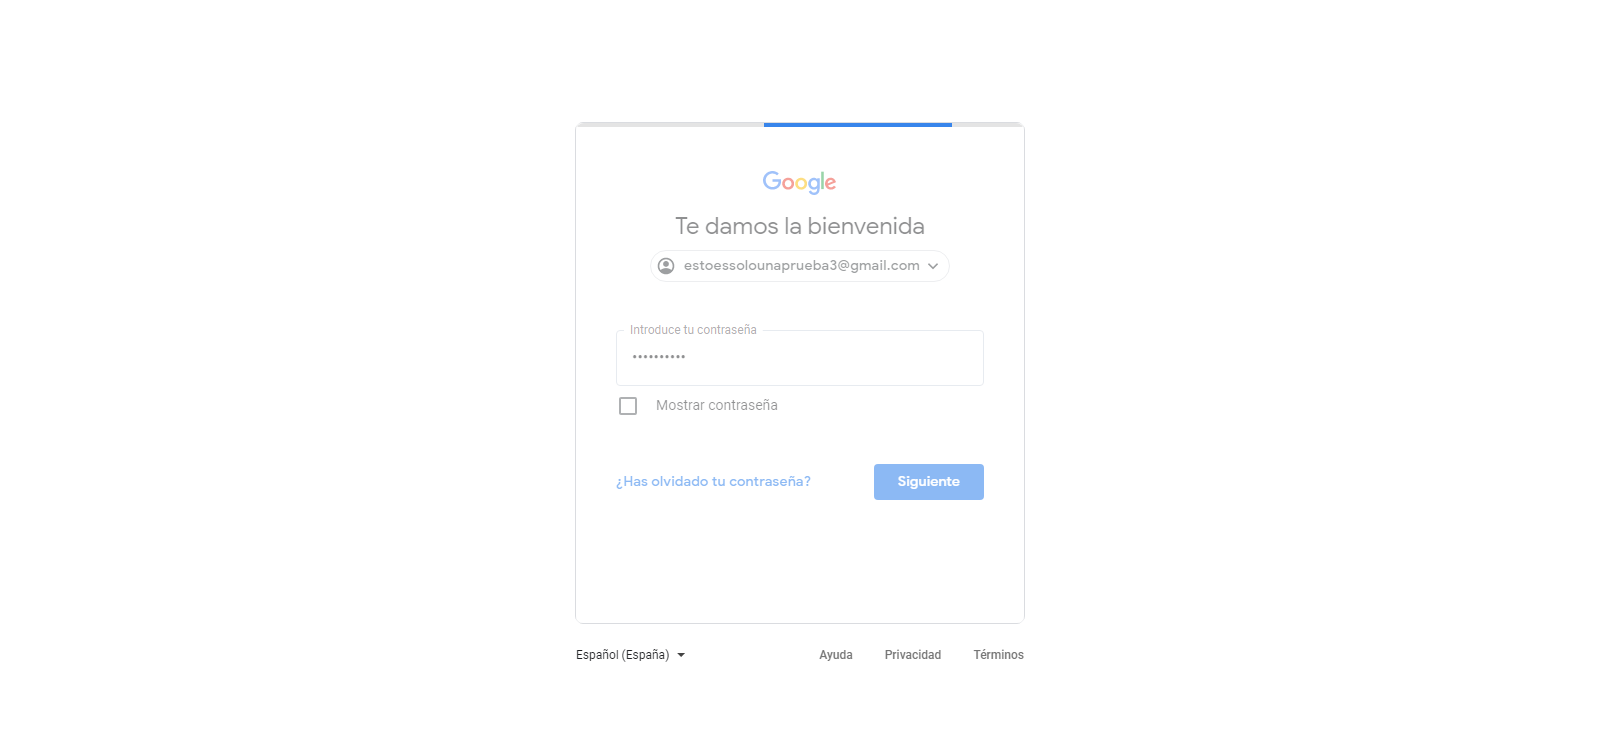 Google
Te damos la bienvenida
estoessolounaprueba3@gmail.com
Introduce tu contraseña
••••••••••
Mostrar contraseña
¿Has olvidado tu contraseña?
Siguiente
Español (España)
Ayuda
Privacidad
Términos